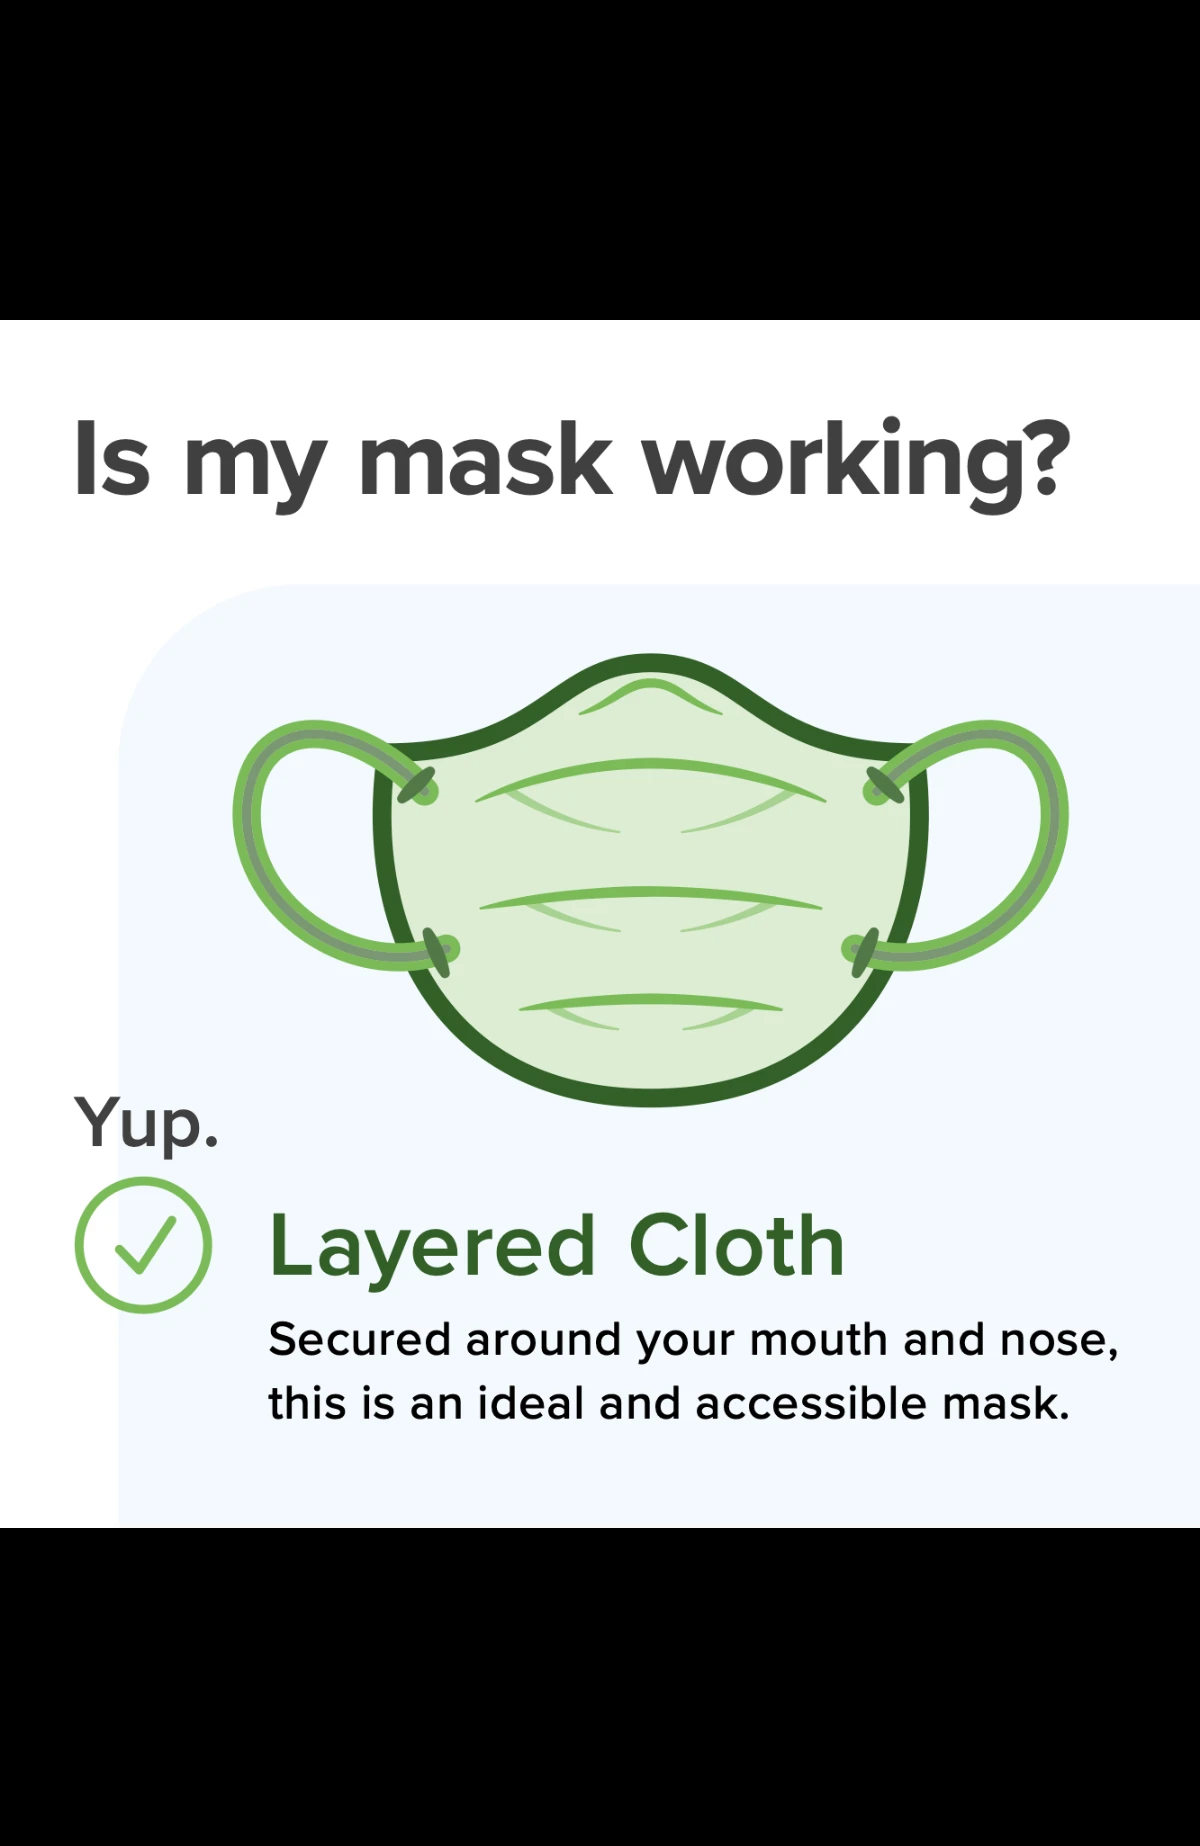 Is my mask working?
Yup.
Layered Cloth
Secured around your mouth and nose,
this is an ideal and accessible mask.